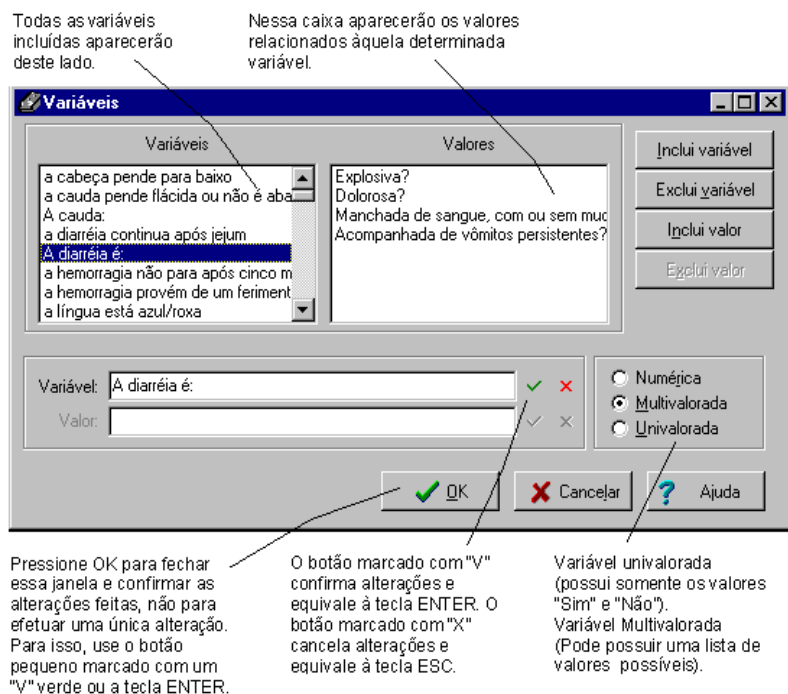 Todas as variáveis
incluídas aparecerão
deste lado.
Nessa caixa aparecerão os valores
relacionados àquela determinada
variável.
Variáveis
Variáveis
a cabeça pende para baixo
a cauda pende flácida ou não é aba
A cauda:
a diarréia continua após jejum
A diarréia é:
a hemorragia não para após cinco m
a hemorragia provém de um feriment
a língua está azul/roxa
Valores
Explosiva?
Dolorosa?
Manchada de sangue, com ou sem muc
Acompanhada de vômitos persistentes?
Inclui variável
Exclui variável
Inclui valor
Exclui valor
Variável: A diarréia é:
Valor:
Numérica
Multivalorada
Univalorada
OK
Cancelar
? Ajuda
Pressione OK para fechar
essa janela e confirmar as
alterações feitas, não para
efetuar uma única alteração.
Para isso, use o botão
pequeno marcado com um
"V" verde ou a tecla ENTER.
O botão marcado com "V"
confirma alterações e
equivale à tecla ENTER. O
botão marcado com "X"
cancela alterações e
equivale à tecla ESC.
Variável univalorada
(possui somente os valores
"Sim" e "Não").
Variável Multivalorada
(Pode possuir uma lista de
valores possíveis).